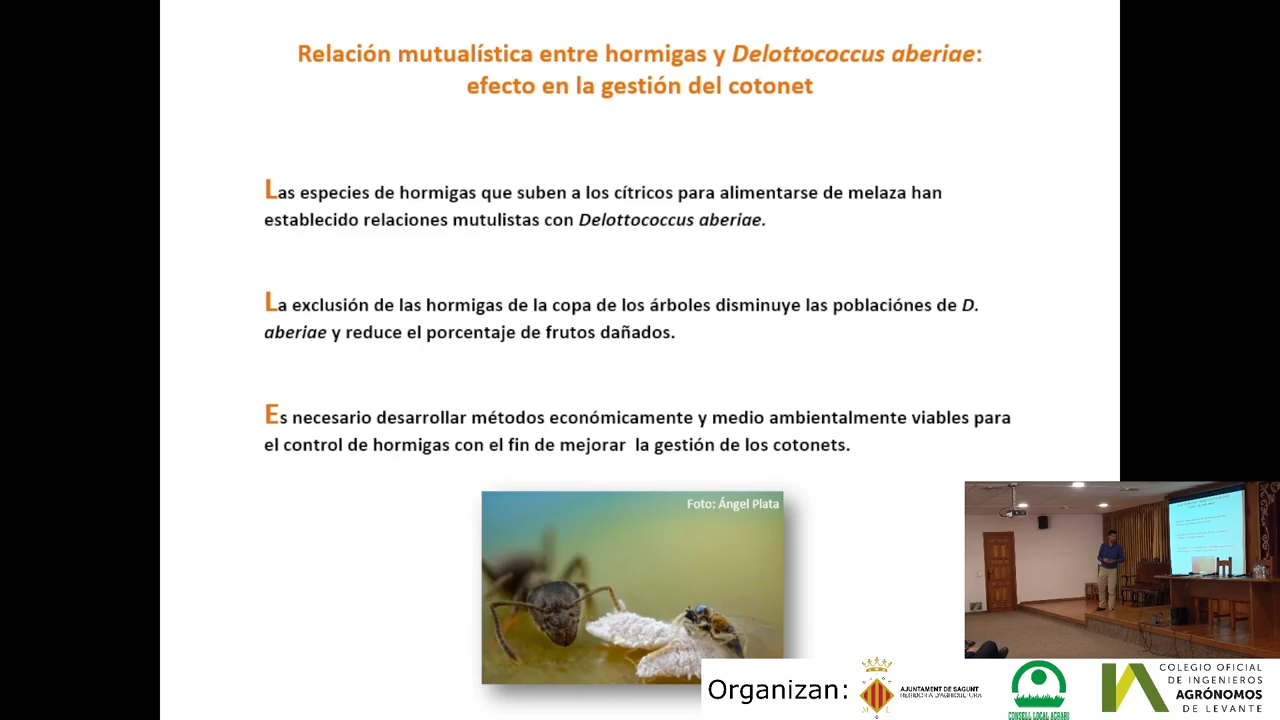 Relación mutualística entre hormigas y Delottococcus aberiae:
efecto en la gestión del cotonet
Las especies de hormigas que suben a los cítricos para alimentarse de melaza han
establecido relaciones mutulistas con Delottococcus aberiae.
La exclusión de las hormigas de la copa de los árboles disminuye las poblaciónes de D.
aberiae y reduce el porcentaje de frutos dañados.
Es necesario desarrollar métodos económicamente y medio ambientalmente viables para
el control de hormigas con el fin de mejorar la gestión de los cotonets.
Foto: Ángel Plata
Organizan:
AJUNTAMENT DE SAGUNT
REGIDORIA D'AGRICULTURA
CONSELL LOCAL AGRARI
COLEGIO OFICIAL
DE INGENIEROS
AGRÓNOMOS
DE LEVANTE